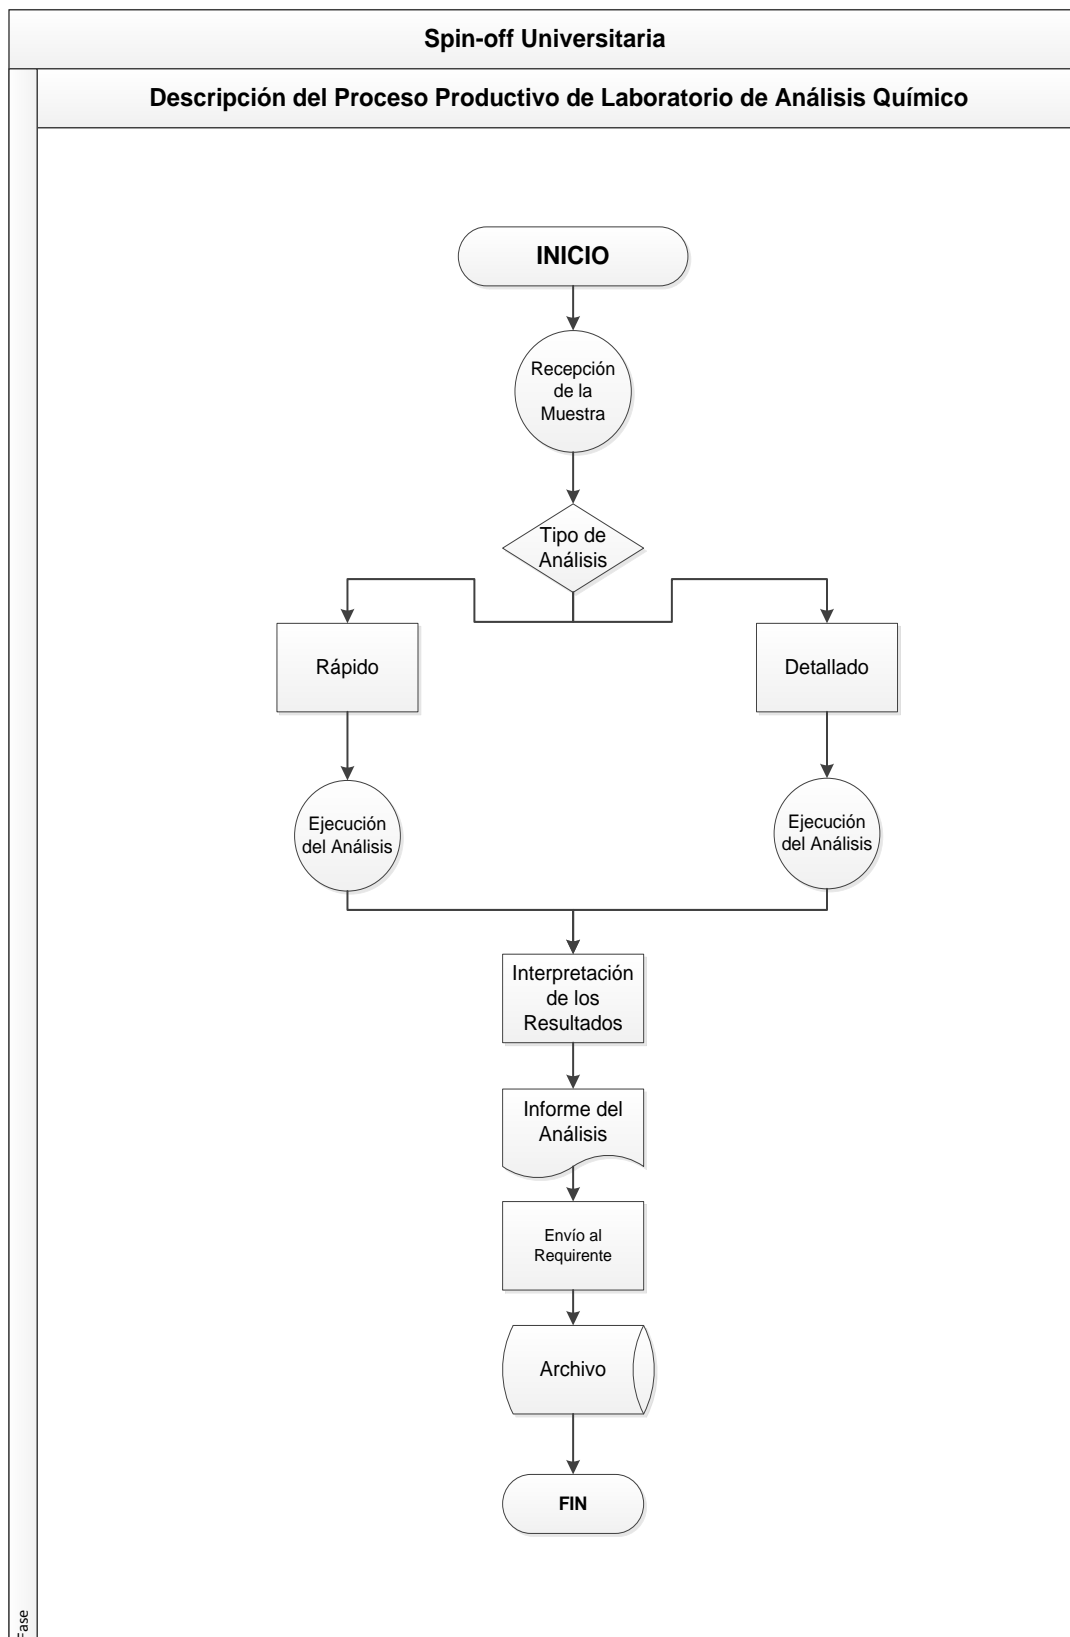 Spin-off Universitaria
Descripción del Proceso Productivo de Laboratorio de Análisis Químico
INICIO
Recepción
de la
Muestra
Tipo de
Análisis
Rápido
Detallado
Ejecución
del Análisis
Ejecución
del Análisis
Interpretación
de los
Resultados
Informe del
Análisis
Envío al
Requirente
Archivo
FIN
Fase